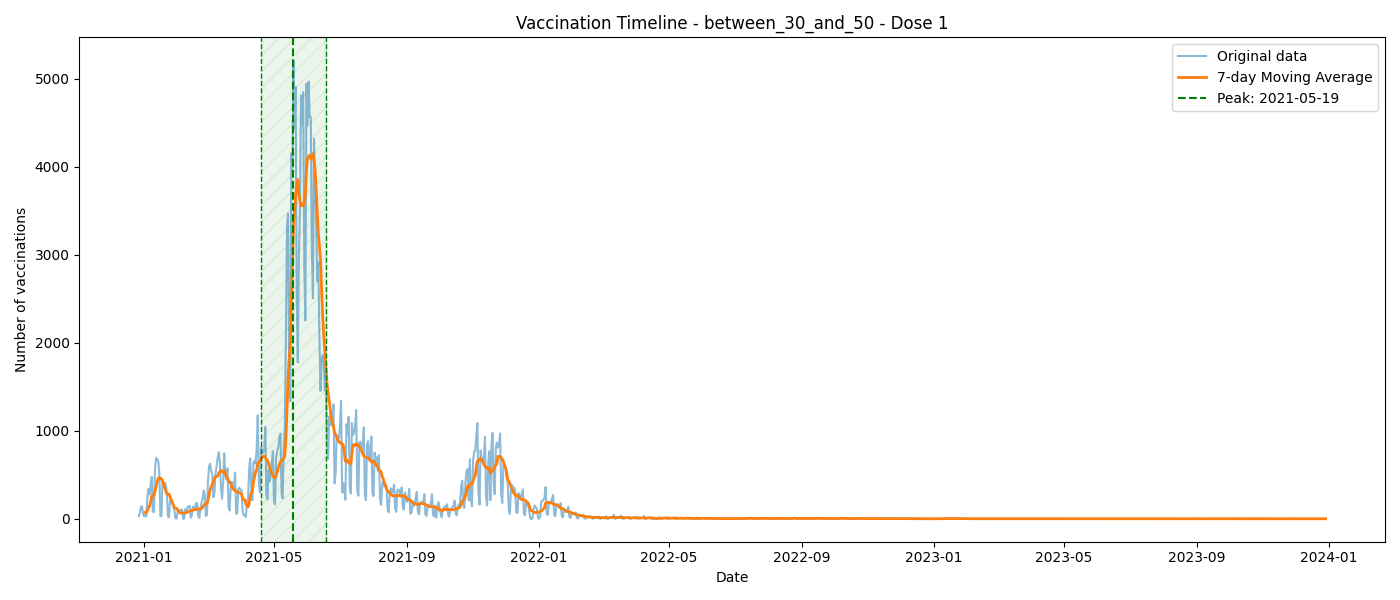 Vaccination Timeline - between_30_and_50 - Dose 1
Original data
7-day Moving Average
Peak: 2021-05-19
Number of vaccinations
5000
4000
3000
2000
1000
0
2021-01 2021-05 2021-09 2022-01 2022-05 2022-09 2023-01 2023-05 2023-09 2024-01
Date